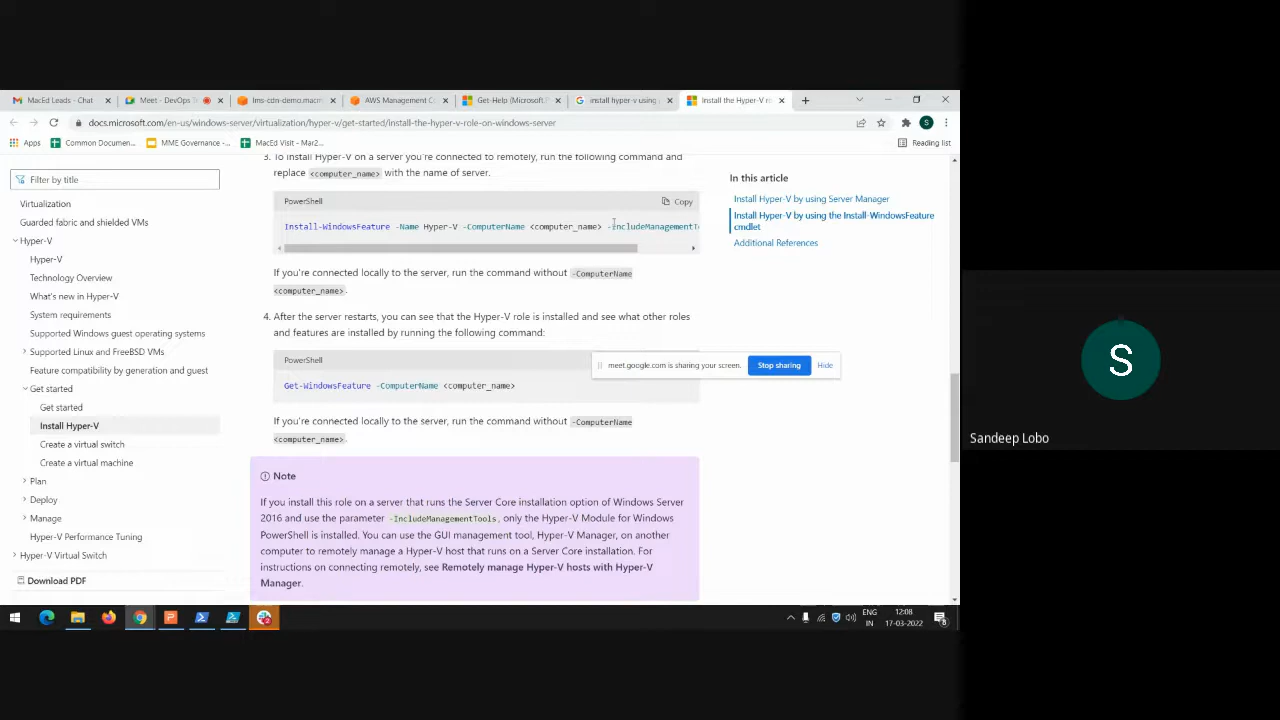 MacEd Leads - Chat
Meet - DevOps
lms-cdn-demo.macm
AWS Management C
Get-Help (Microsoft.P
install hyper-v using
Install the Hyper-V r
docs.microsoft.com/en-us/windows-server/virtualization/hyper-v/get-started/install-the-hyper-v-role-on-windows-server
Apps
Common Documen...
MME Governance -...
MacEd Visit - Mar2...
Reading list
Filter by title
Virtualization
Guarded fabric and shielded VMs
Hyper-V
Hyper-V
Technology Overview
What's new in Hyper-V
System requirements
Supported Windows guest operating systems
Supported Linux and FreeBSD VMs
Feature compatibility by generation and guest
Get started
Get started
Install Hyper-V
Create a virtual switch
Create a virtual machine
Plan
Deploy
Manage
Hyper-V Performance Tuning
Hyper-V Virtual Switch
Download PDF
3. To install Hyper-V on a server you're connected to remotely, run the following command and
replace <computer_name> with the name of server.
PowerShell
Copy
Install-WindowsFeature -Name Hyper-V -ComputerName <computer_name> -IncludeManagementTo
If you're connected locally to the server, run the command without -ComputerName
<computer_name>.
4. After the server restarts, you can see that the Hyper-V role is installed and see what other roles
and features are installed by running the following command:
PowerShell
Get-WindowsFeature -ComputerName <computer_name>
If you're connected locally to the server, run the command without -ComputerName
<computer_name>.
Note
If you install this role on a server that runs the Server Core installation option of Windows Server
2016 and use the parameter -IncludeManagementTools, only the Hyper-V Module for Windows
PowerShell is installed. You can use the GUI management tool, Hyper-V Manager, on another
computer to remotely manage a Hyper-V host that runs on a Server Core installation. For
instructions on connecting remotely, see Remotely manage Hyper-V hosts with Hyper-V
Manager.
In this article
Install Hyper-V by using Server Manager
Install Hyper-V by using the Install-WindowsFeature
cmdlet
Additional References
meet.google.com is sharing your screen.
Stop sharing
Hide
ENG
IN
12:08
17-03-2022
S
Sandeep Lobo